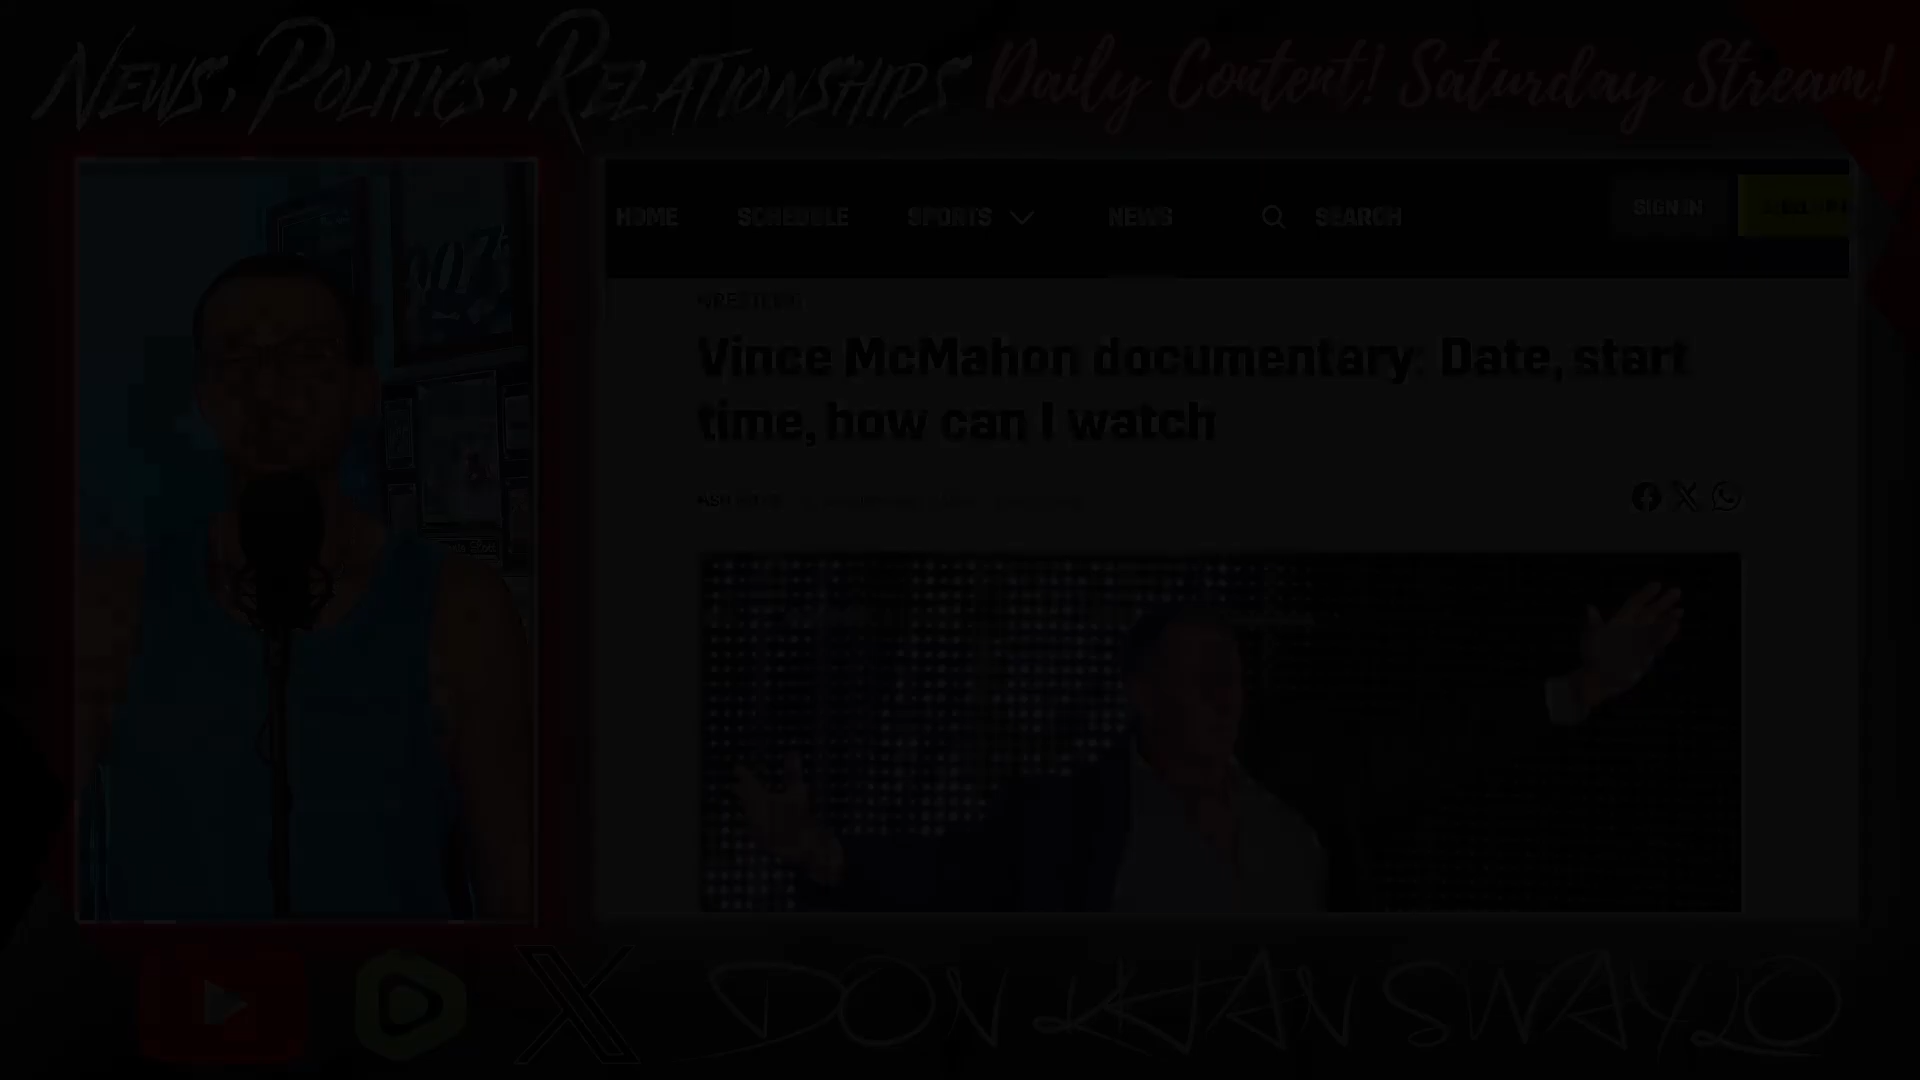 NEWS, POLITICS, RELATIONSHIPS Daily Content! Saturday Stream!
HOME SCHEDULE SPORTS NEWS SEARCH SIGN IN
WRESTLING
Vince McMahon documentary: Date, start
time, how can I watch
DON KHAN SWAYLO